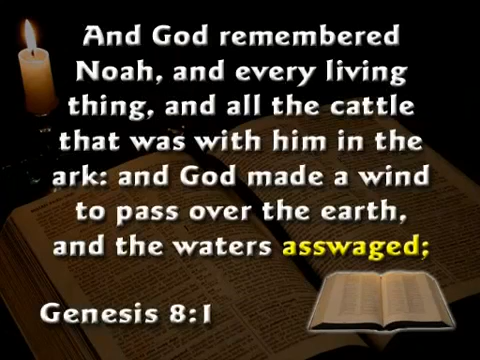 And God remembered
Noah, and every living
thing, and all the cattle
that was with him in the
ark: and God made a wind
to pass over the earth,
and the waters asswaged;
Genesis 8:1